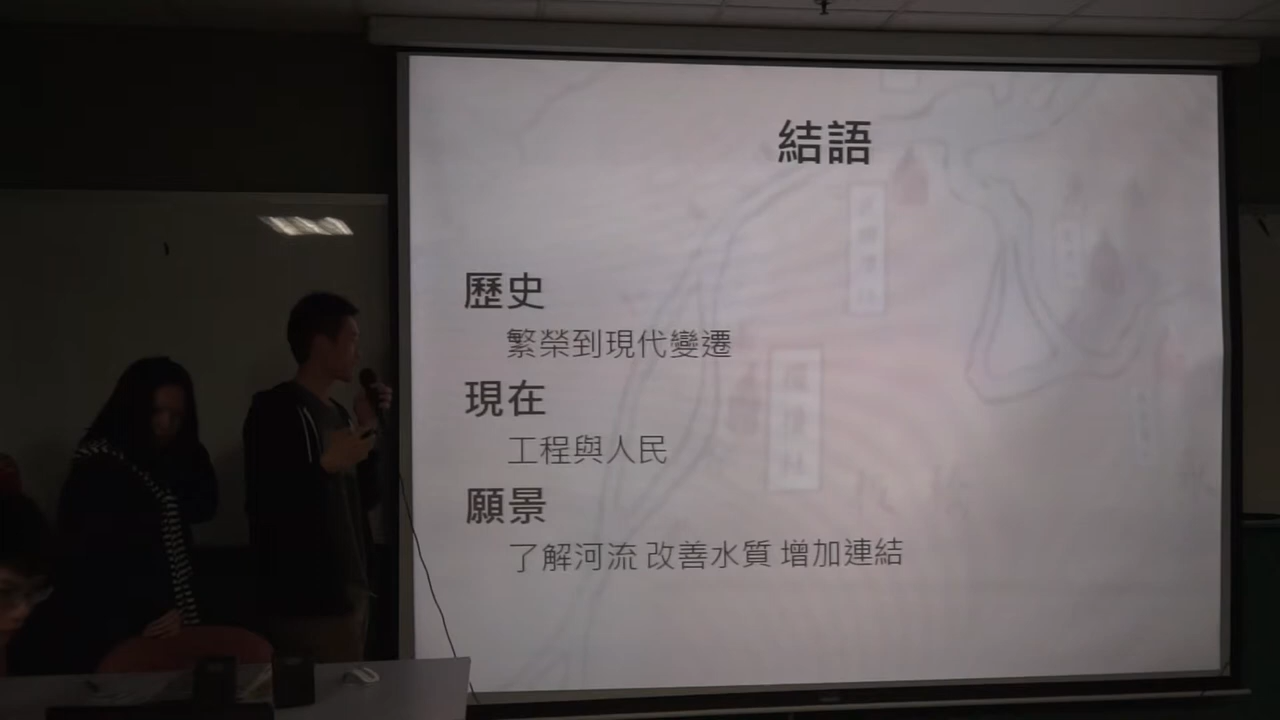 結語
歷史
繁榮到現代變遷
現在
工程與人民
願景
了解河流 改善水質 增加連結